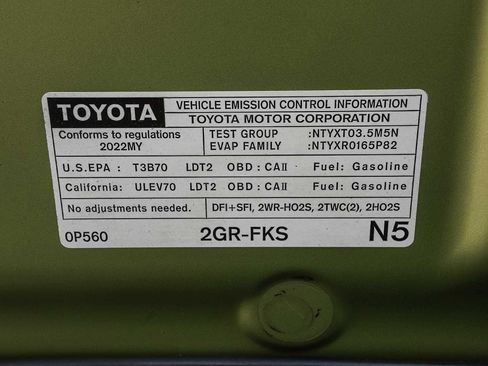 TOYOTA
VEHICLE EMISSION CONTROL INFORMATION
TOYOTA MOTOR CORPORATION
Conforms to regulations
2022MY
TEST GROUP : NTYXT03.5M5N
EVAP FAMILY : NTYXR0165P82
U.S.EPA : T3B70 LDT2 OBD : CAII Fuel: Gasoline
California: ULEV70 LDT2 OBD : CAII Fuel: Gasoline
No adjustments needed. DFI+SFI, 2WR-HO2S, 2TWC(2), 2HO2S
0P560 2GR-FKS N5